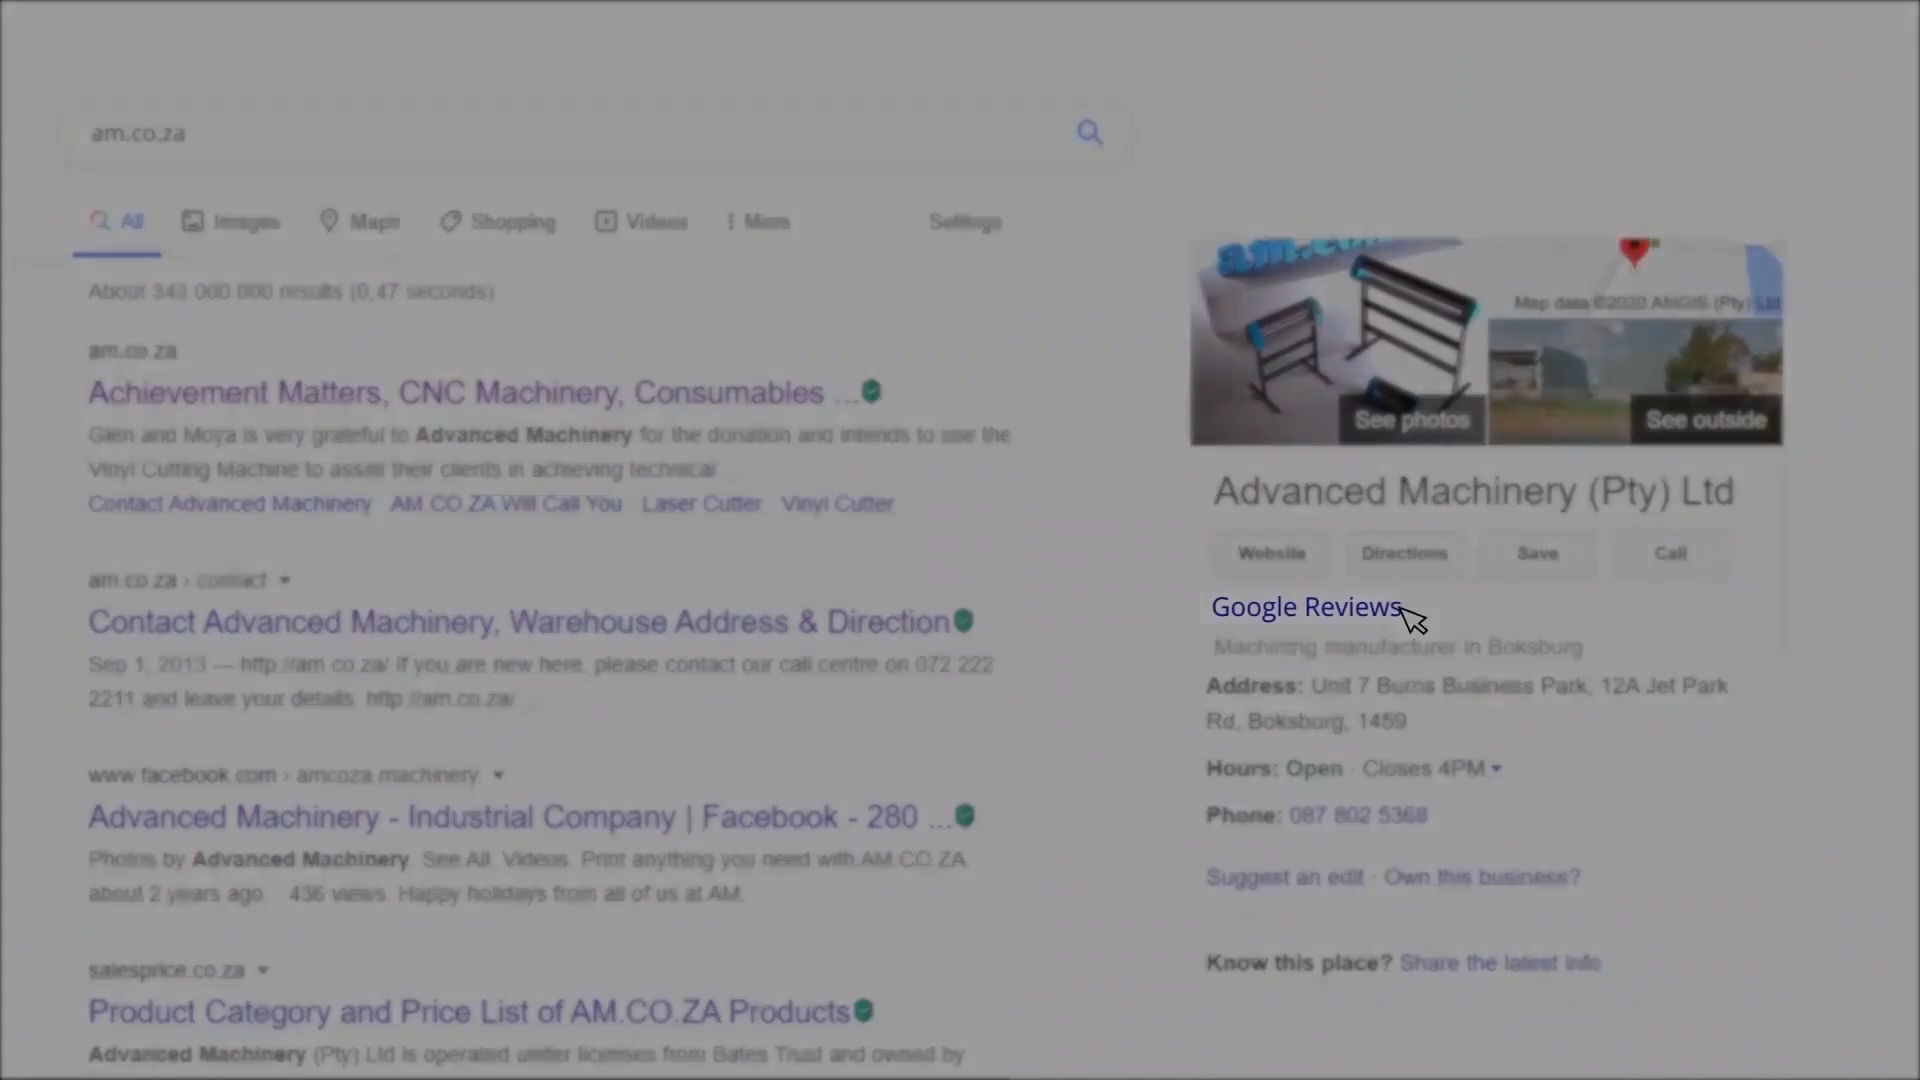 am.co.za
All Images Maps Shopping Videos More Settings
About 343 000 000 results (0,47 seconds)
am.co.za
Achievement Matters, CNC Machinery, Consumables ...
Glen and Moya is very grateful to Advanced Machinery for the donation and intends to use the
Vinyl Cutting Machine to assist their clients in achieving technical
Contact Advanced Machinery · AM.CO.ZA Will Call You · Laser Cutter · Vinyl Cutter
am.co.za › contact
Contact Advanced Machinery, Warehouse Address & Direction
Sep 1, 2013 — http://am.co.za/ If you are new here, please contact our call centre on 072 222
2211 and leave your details. http://am.co.za/
www.facebook.com › amcoza.machinery
Advanced Machinery - Industrial Company | Facebook - 280 ...
Photos by Advanced Machinery. See All. Videos. Print anything you need with AM.CO.ZA.
about 2 years ago. 436 views. Happy holidays from all of us at AM.
salesprice.co.za
Product Category and Price List of AM.CO.ZA Products
Advanced Machinery (Pty) Ltd is operated under licenses from Bates Trust and owned by
Map data ©2020 AfriGIS (Pty) Ltd
See photos
See outside
Advanced Machinery (Pty) Ltd
Website Directions Save Call
Google Reviews
Machining manufacturer in Boksburg
Address: Unit 7 Burns Business Park, 12A Jet Park
Rd, Boksburg, 1459
Hours: Open · Closes 4PM
Phone: 087 802 5368
Suggest an edit · Own this business?
Know this place? Share the latest info